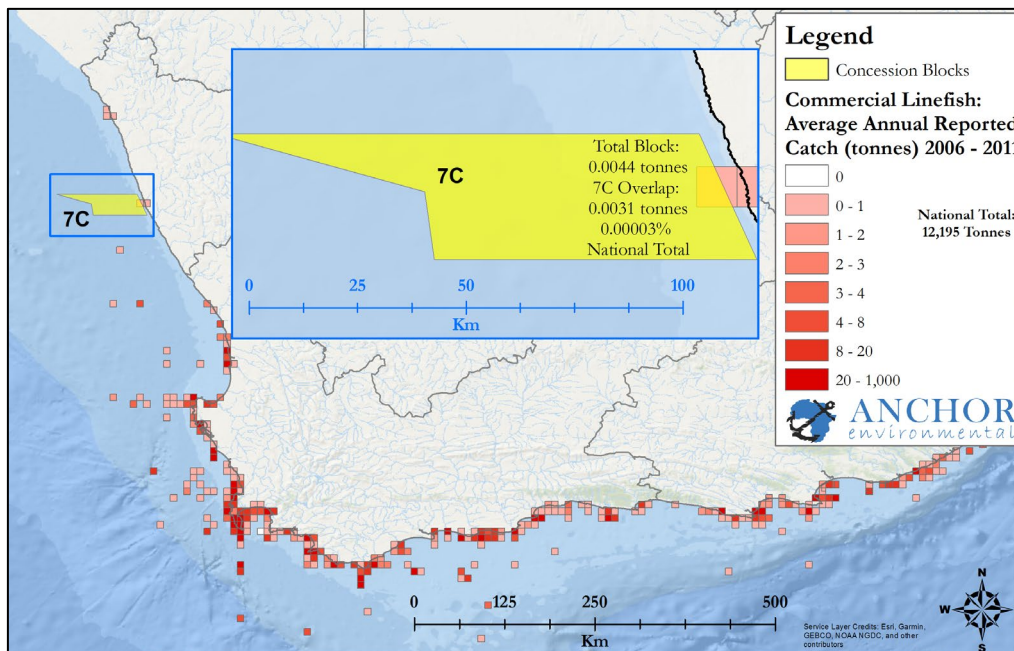 Legend
Concession Blocks
Commercial Linefish:
Average Annual Reported
Catch (tonnes) 2006 - 2011
0
0 - 1
1 - 2
2 - 3
3 - 4
4 - 8
8 - 20
20 - 1,000
National Total:
12,195 Tonnes
ANCHOR
environmental
7C
Total Block:
0.0044 tonnes
7C Overlap:
0.0031 tonnes
0.00003%
National Total
0 25 50 100
Km
7C
0 125 250 500
Km
N
W E
S
Service Layer Credits: Esri, Garmin,
GEBCO, NOAA NGDC, and other
contributors